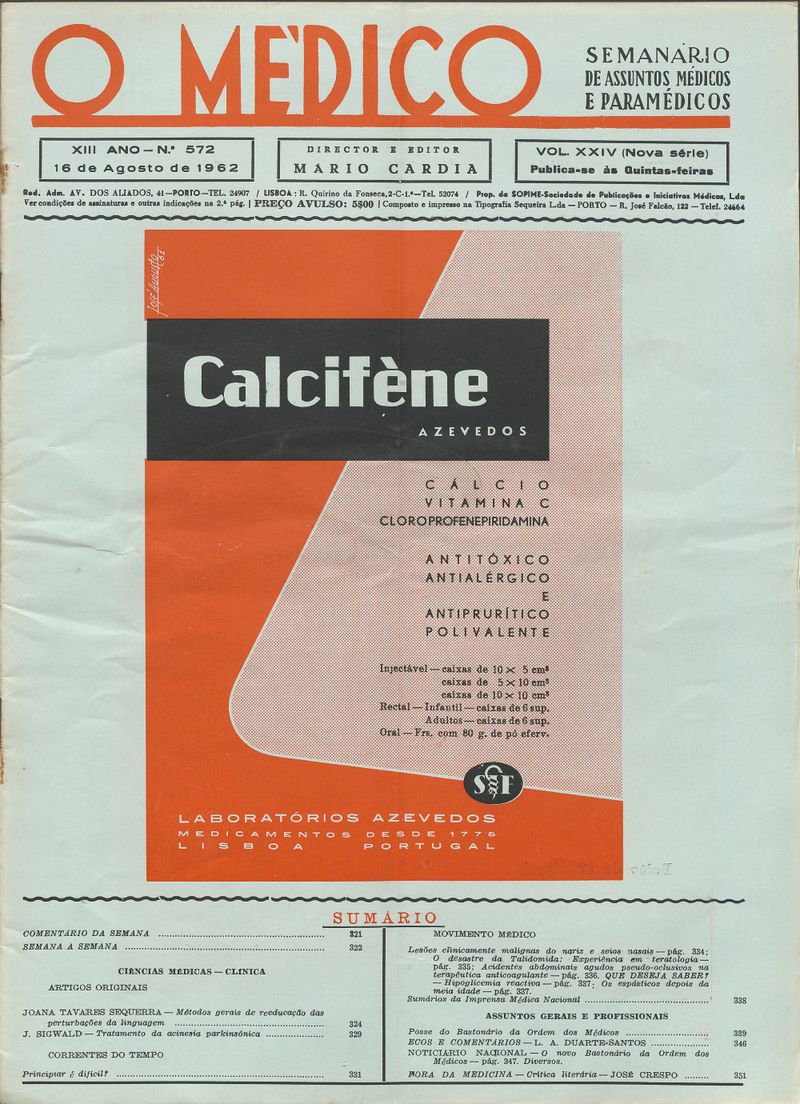 O MÉDICO
SEMANÁRIO
DE ASSUNTOS MÉDICOS
E PARAMÉDICOS
XIII ANO — N.º 572
16 de Agosto de 1962
DIRECTOR E EDITOR
MÁRIO CARDIA
VOL. XXIV (Nova série)
Publica-se às Quintas-feiras
Red. Adm. AV. DOS ALIADOS, 41—PORTO—TEL. 24907 / LISBOA : R. Quirino da Fonseca,2-C-1.º—Tel. 52074 / Prop. da SOPIME-Sociedade de Publicações e Iniciativas Médicas, Lda
Ver condições de assinaturas e outras indicações na 2.ª pág. | PREÇO AVULSO: 5$00 | Composto e impresso na Tipografia Sequeira L.da — PORTO — R. José Falcão, 122 — Telef. 24664
José Augusto 61
Calcifène
AZEVEDOS
CÁLCIO
VITAMINA C
CLOROPROFENEPIRIDAMINA
ANTITÓXICO
ANTIALÉRGICO
E
ANTIPRURÍTICO
POLIVALENTE
Injectável — caixas de 10 × 5 cm³
caixas de 5 × 10 cm³
caixas de 10 × 10 cm³
Rectal — Infantil — caixas de 6 sup.
Adultos — caixas de 6 sup.
Oral — Frs. com 80 g. de pó eferv.
LABORATÓRIOS AZEVEDOS
MEDICAMENTOS DESDE 1775
LISBOA PORTUGAL
SUMÁRIO
COMENTÁRIO DA SEMANA 321
SEMANA A SEMANA 322
CIÊNCIAS MÉDICAS — CLÍNICA
ARTIGOS ORIGINAIS
JOANA TAVARES SEQUERRA — Métodos gerais de reeducação das
perturbações da linguagem 324
J. SIGWALD — Tratamento da acinesia parkinsónica 329
CORRENTES DO TEMPO
Principiar é difícil? 331
MOVIMENTO MÉDICO
Lesões clìnicamente malignas do nariz e seios nasais — pág. 334;
O desastre da Talidomida: Experiência em teratologia —
pág. 335; Acidentes abdominais agudos pseudo-oclusivos na
terapêutica anticoagulante — pág. 336. QUE DESEJA SABER?
— Hipoglicemia reactiva — pág. 337; Os espásticos depois da
meia idade — pág. 337.
Sumários da Imprensa Médica Nacional 338
ASSUNTOS GERAIS E PROFISSIONAIS
Posse do Bastonário da Ordem dos Médicos 339
ECOS E COMENTÁRIOS — L. A. DUARTE-SANTOS 346
NOTICIÁRIO NACIONAL — O novo Bastonário da Ordem dos
Médicos — pág. 347. Diversos.
HORA DA MEDICINA — Crítica literária — JOSÉ CRESPO 351